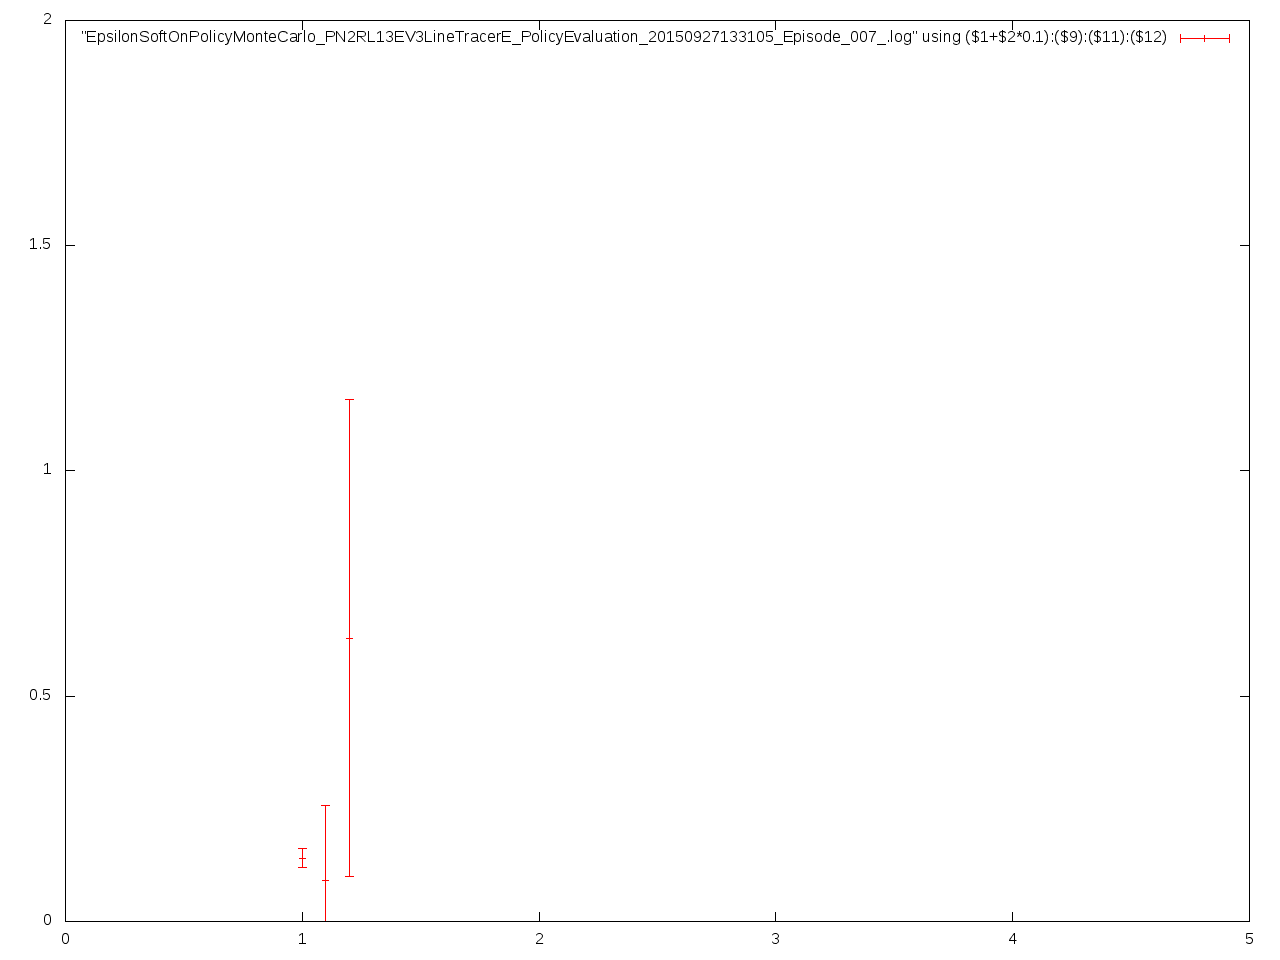 2
"EpsilonSoftOnPolicyMonteCarlo_PN2RL13EV3LineTracerE_PolicyEvaluation_20150927133105_Episode_007_.log" using ($1+$2*0.1):($9):($11):($12)
1.5
1
0.5
0
0 1 2 3 4 5